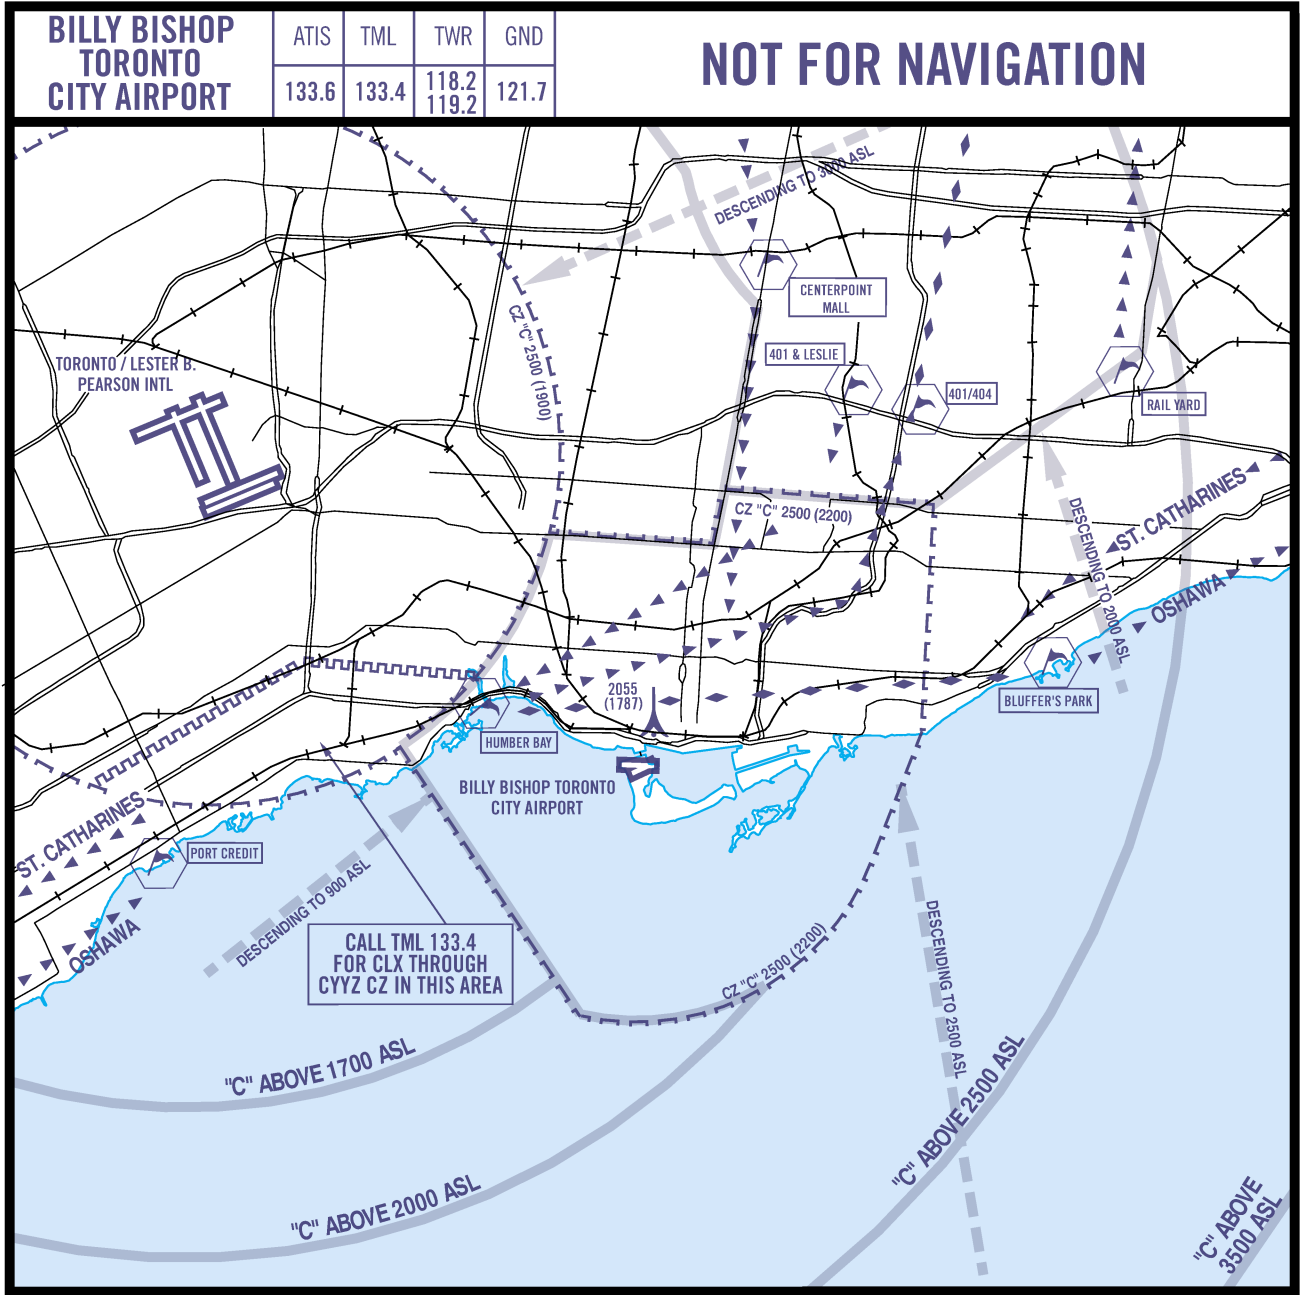 BILLY BISHOP
TORONTO
CITY AIRPORT
ATIS
TML
TWR
GND
133.6
133.4
118.2
119.2
121.7
NOT FOR NAVIGATION
DESCENDING TO 3000 ASL
CENTERPOINT
MALL
CZ "C" 2500 (1900)
401 & LESLIE
TORONTO / LESTER B.
PEARSON INTL
401/404
RAIL YARD
ST. CATHARINES
CZ "C" 2500 (2200)
DESCENDING TO 2000 ASL
OSHAWA
2055
(1787)
BLUFFER'S PARK
HUMBER BAY
BILLY BISHOP TORONTO
CITY AIRPORT
ST. CATHARINES
PORT CREDIT
DESCENDING TO 900 ASL
OSHAWA
CALL TML 133.4
FOR CLX THROUGH
CYYZ CZ IN THIS AREA
CZ "C" 2500 (2200)
DESCENDING TO 2500 ASL
"C" ABOVE 1700 ASL
"C" ABOVE 2500 ASL
"C" ABOVE 2000 ASL
"C" ABOVE
3500 ASL